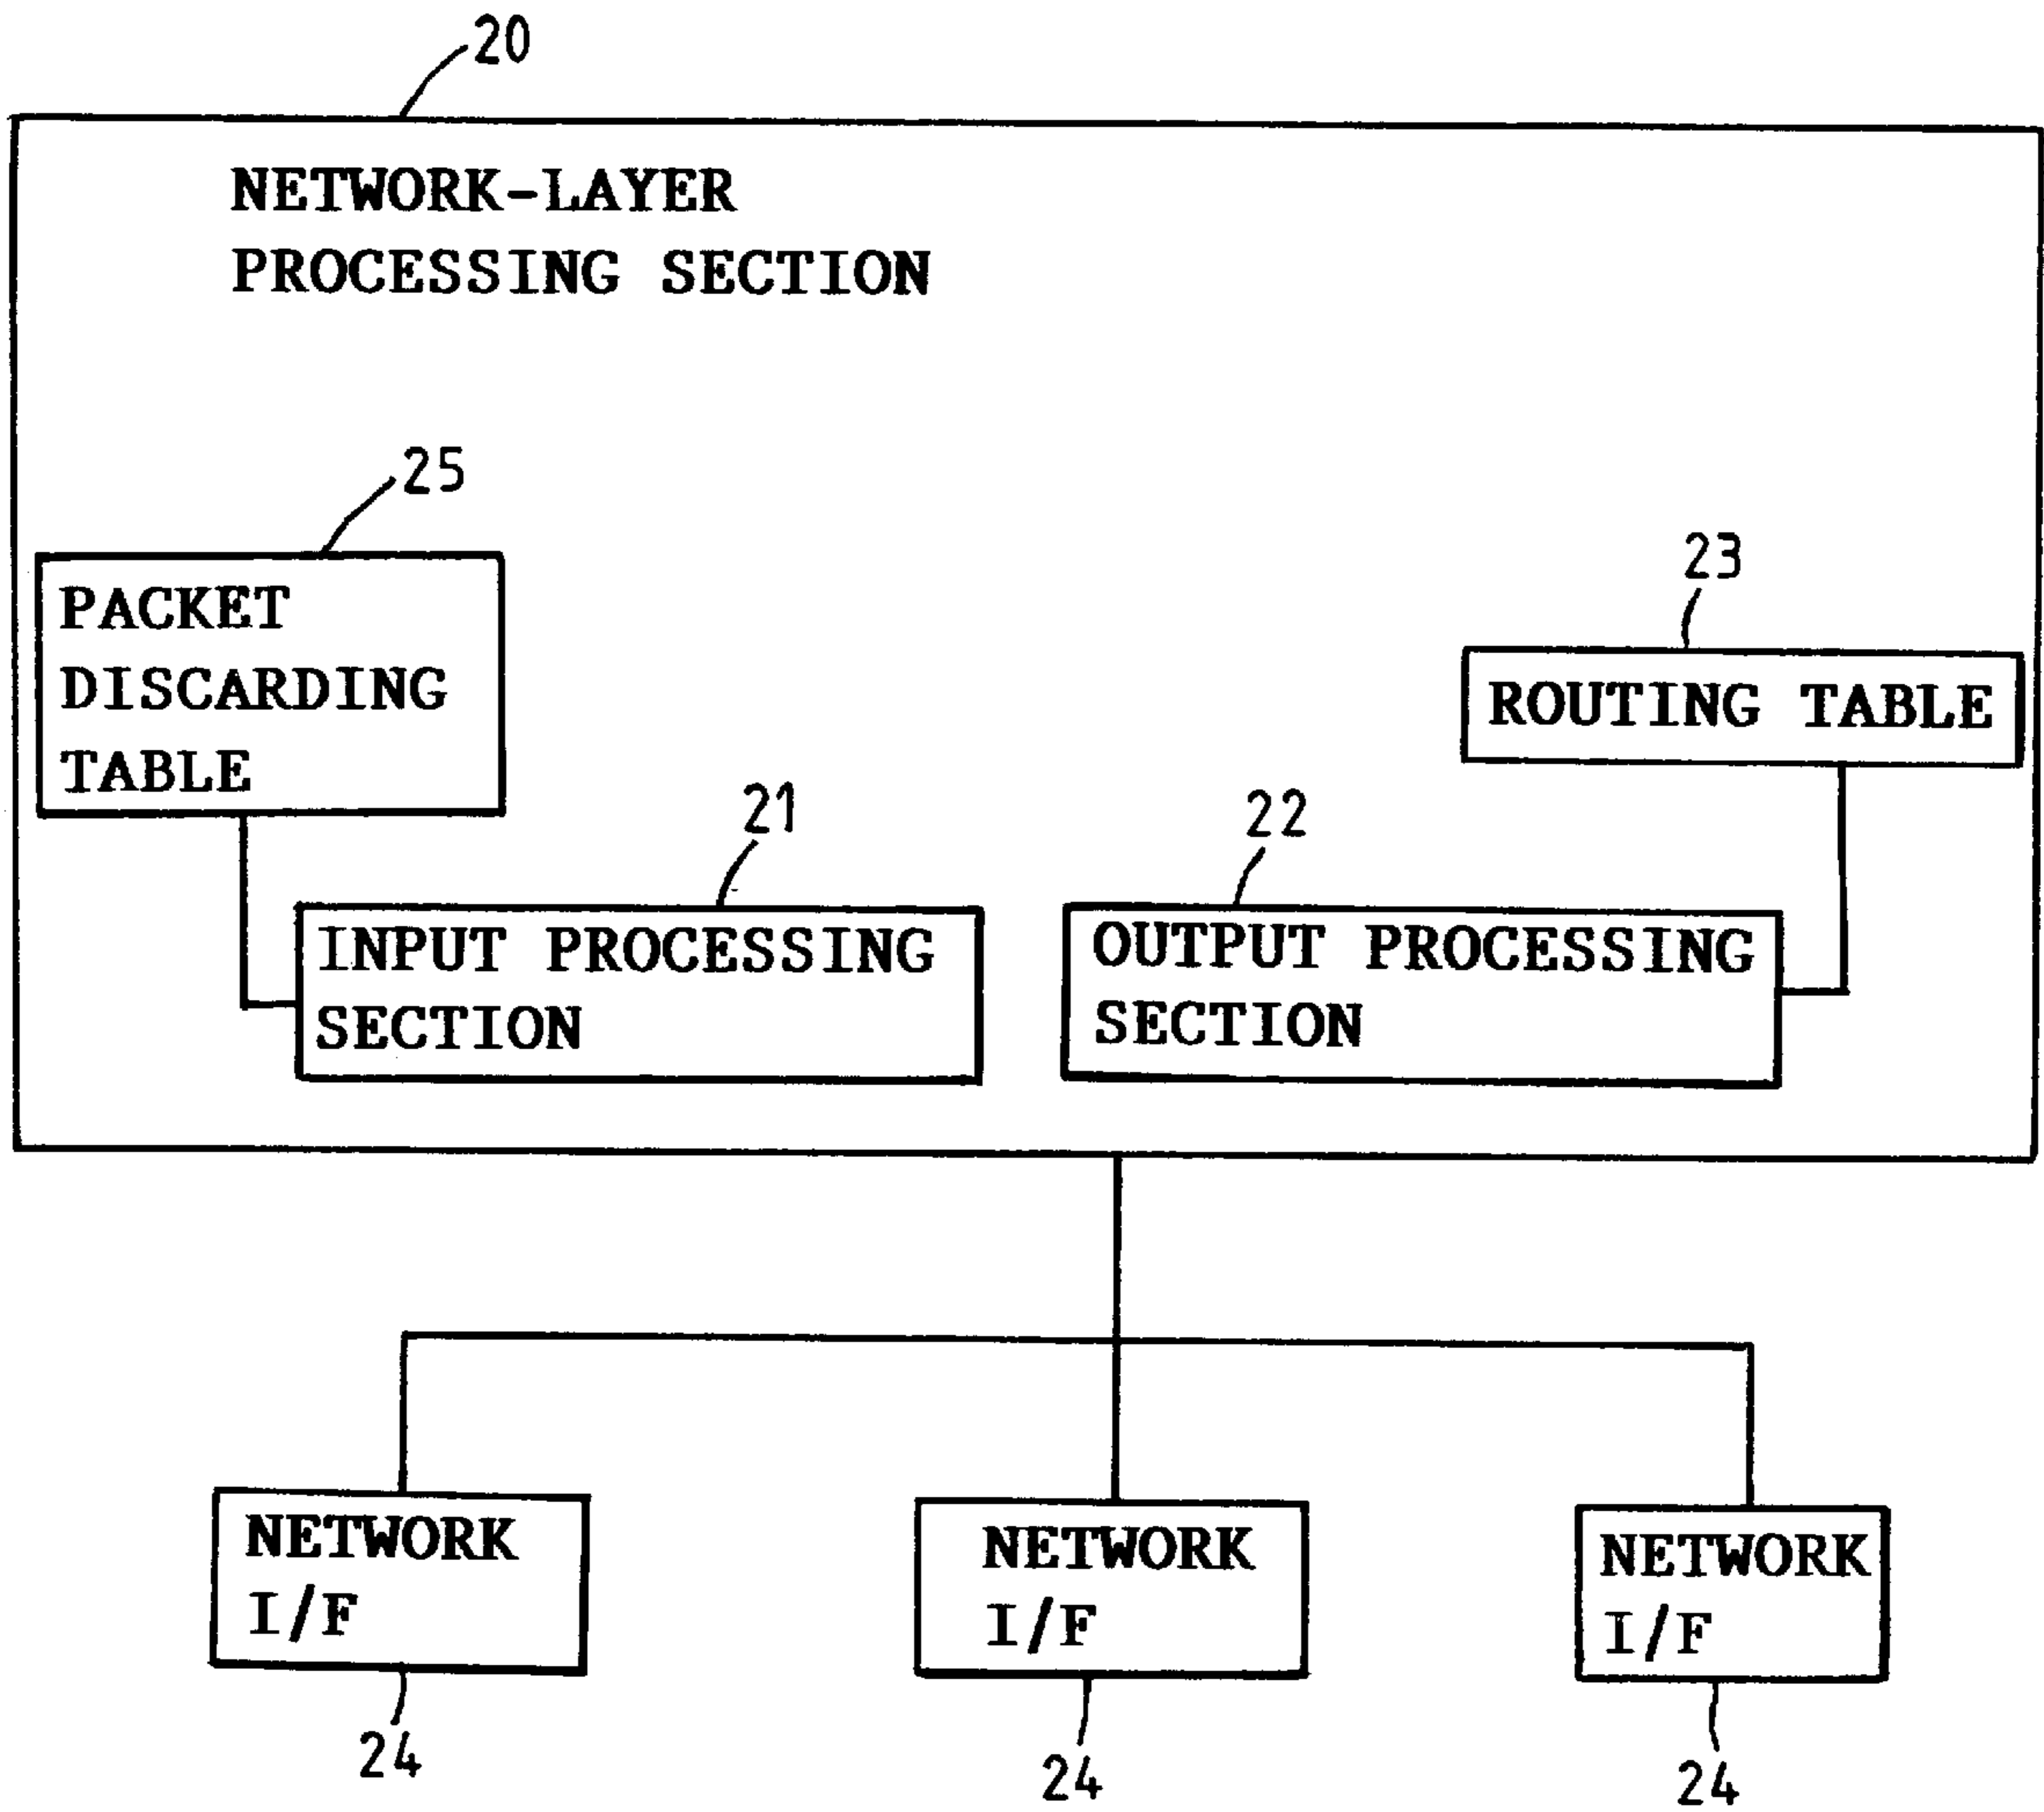 20
NETWORK-LAYER
PROCESSING SECTION
25
PACKET
DISCARDING
TABLE
23
ROUTING TABLE
21
INPUT PROCESSING
SECTION
22
OUTPUT PROCESSING
SECTION
NETWORK
I/F
24
NETWORK
I/F
24
NETWORK
I/F
24